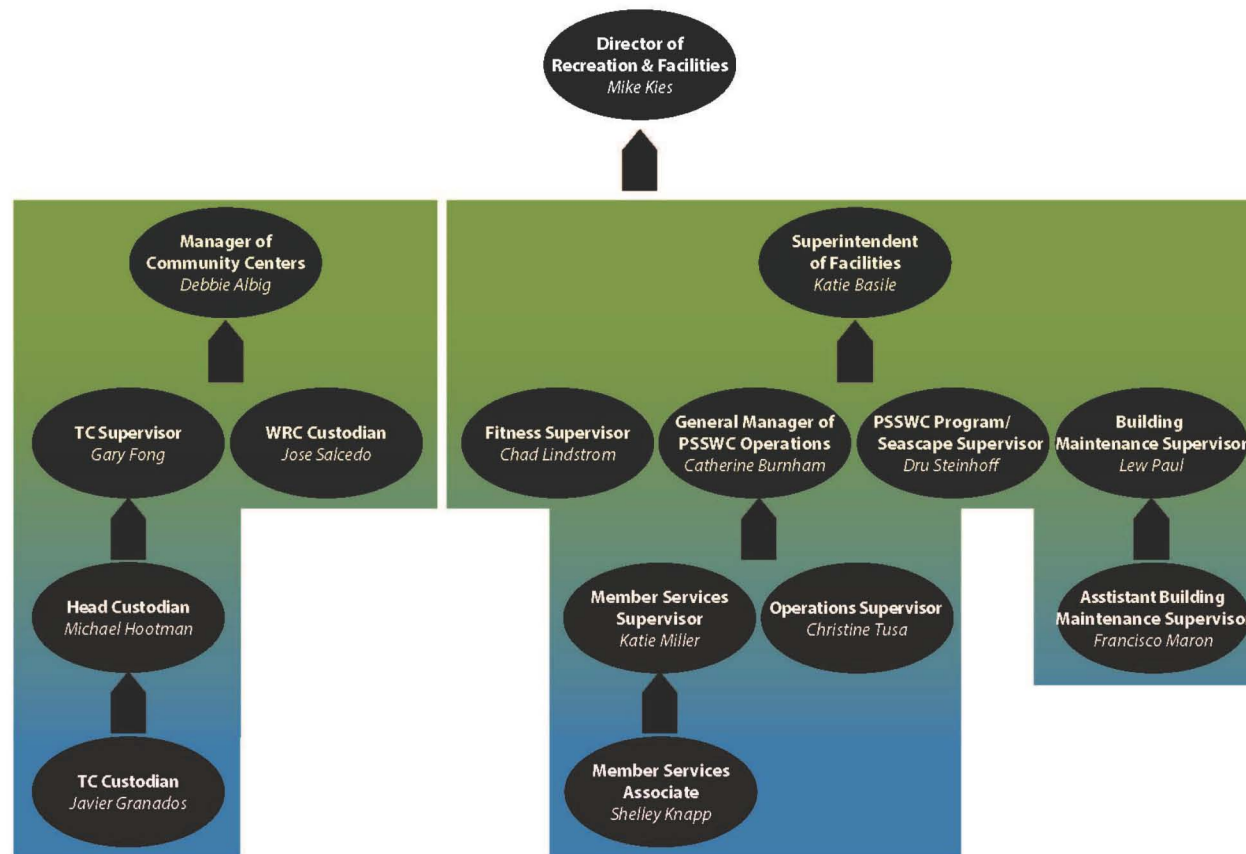 Director of
Recreation & Facilities
Mike Kies
Manager of
Community Centers
Debbie Albig
Superintendent
of Facilities
Katie Basile
TC Supervisor
Gary Fong
WRC Custodian
Jose Salcedo
Fitness Supervisor
Chad Lindstrom
General Manager of
PSSWC Operations
Catherine Burnham
PSSWC Program/
Seascape Supervisor
Dru Steinhoff
Building
Maintenance Supervisor
Lew Paul
Head Custodian
Michael Hootman
Member Services
Supervisor
Katie Miller
Operations Supervisor
Christine Tusa
Asstistant Building
Maintenance Supervisor
Francisco Maron
TC Custodian
Javier Granados
Member Services
Associate
Shelley Knapp